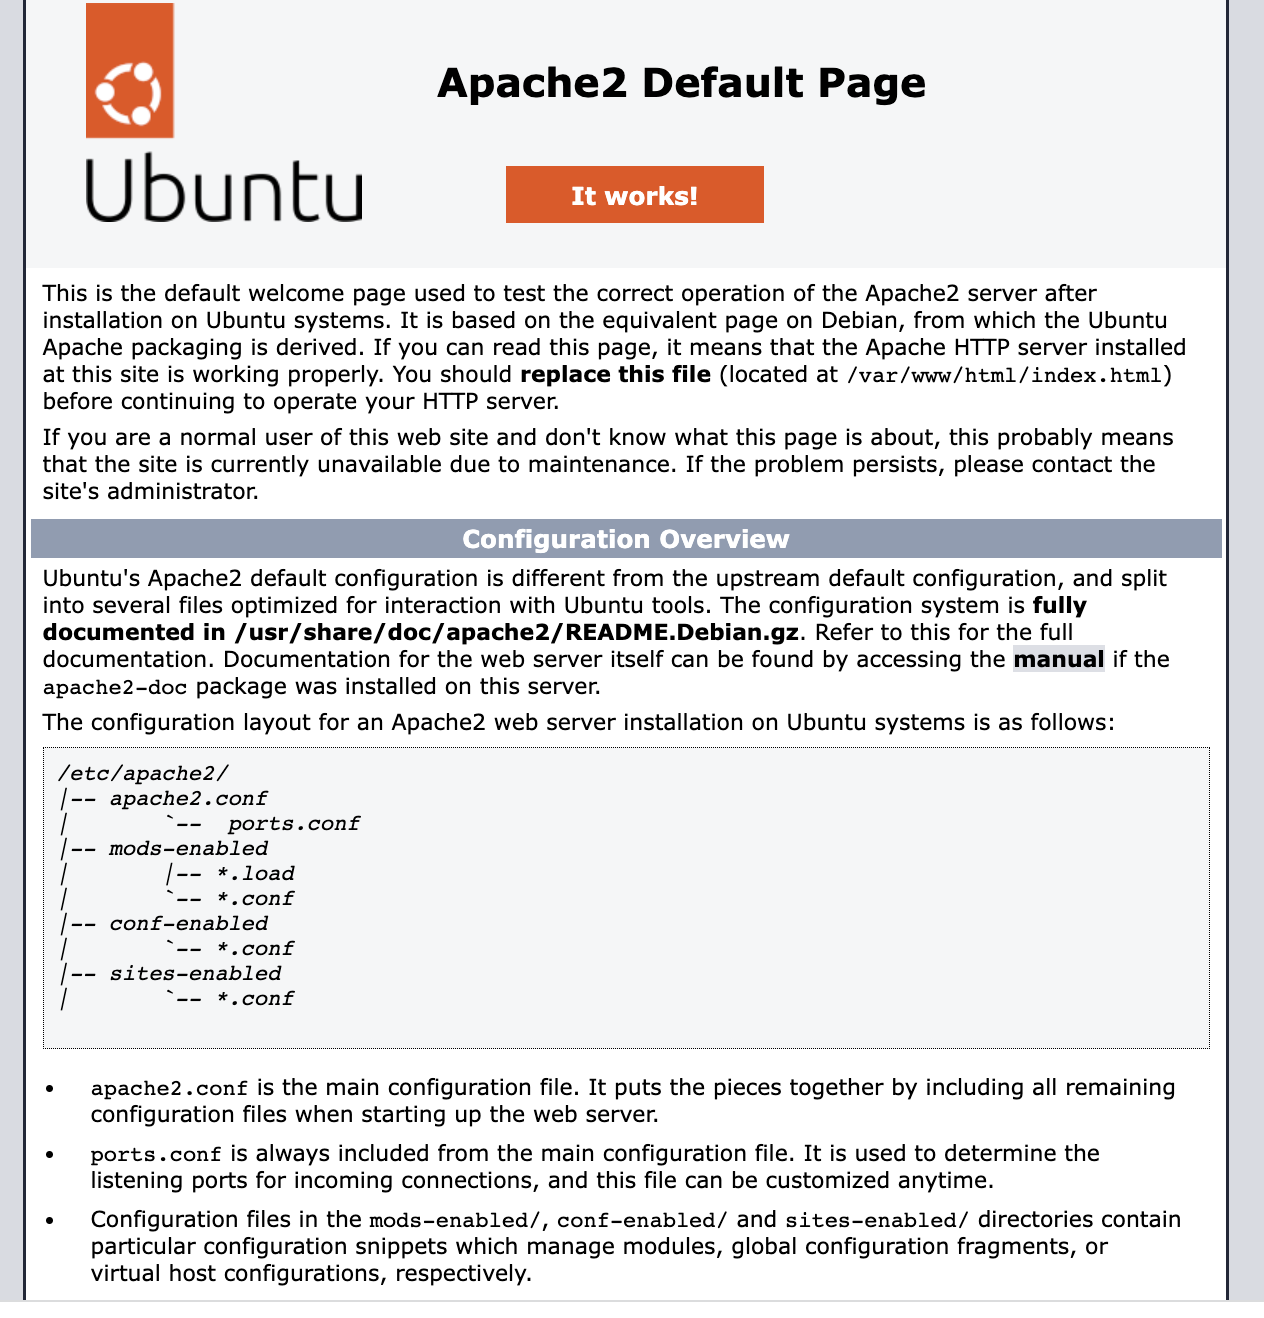 Apache2 Default Page
Ubuntu
It works!
This is the default welcome page used to test the correct operation of the Apache2 server after
installation on Ubuntu systems. It is based on the equivalent page on Debian, from which the Ubuntu
Apache packaging is derived. If you can read this page, it means that the Apache HTTP server installed
at this site is working properly. You should replace this file (located at /var/www/html/index.html)
before continuing to operate your HTTP server.
If you are a normal user of this web site and don't know what this page is about, this probably means
that the site is currently unavailable due to maintenance. If the problem persists, please contact the
site's administrator.
Configuration Overview
Ubuntu's Apache2 default configuration is different from the upstream default configuration, and split
into several files optimized for interaction with Ubuntu tools. The configuration system is fully
documented in /usr/share/doc/apache2/README.Debian.gz. Refer to this for the full
documentation. Documentation for the web server itself can be found by accessing the manual if the
apache2-doc package was installed on this server.
The configuration layout for an Apache2 web server installation on Ubuntu systems is as follows:
/etc/apache2/
|-- apache2.conf
|       `--  ports.conf
|-- mods-enabled
|       |-- *.load
|       `-- *.conf
|-- conf-enabled
|       `-- *.conf
|-- sites-enabled
|       `-- *.conf
• apache2.conf is the main configuration file. It puts the pieces together by including all remaining
configuration files when starting up the web server.
• ports.conf is always included from the main configuration file. It is used to determine the
listening ports for incoming connections, and this file can be customized anytime.
• Configuration files in the mods-enabled/, conf-enabled/ and sites-enabled/ directories contain
particular configuration snippets which manage modules, global configuration fragments, or
virtual host configurations, respectively.